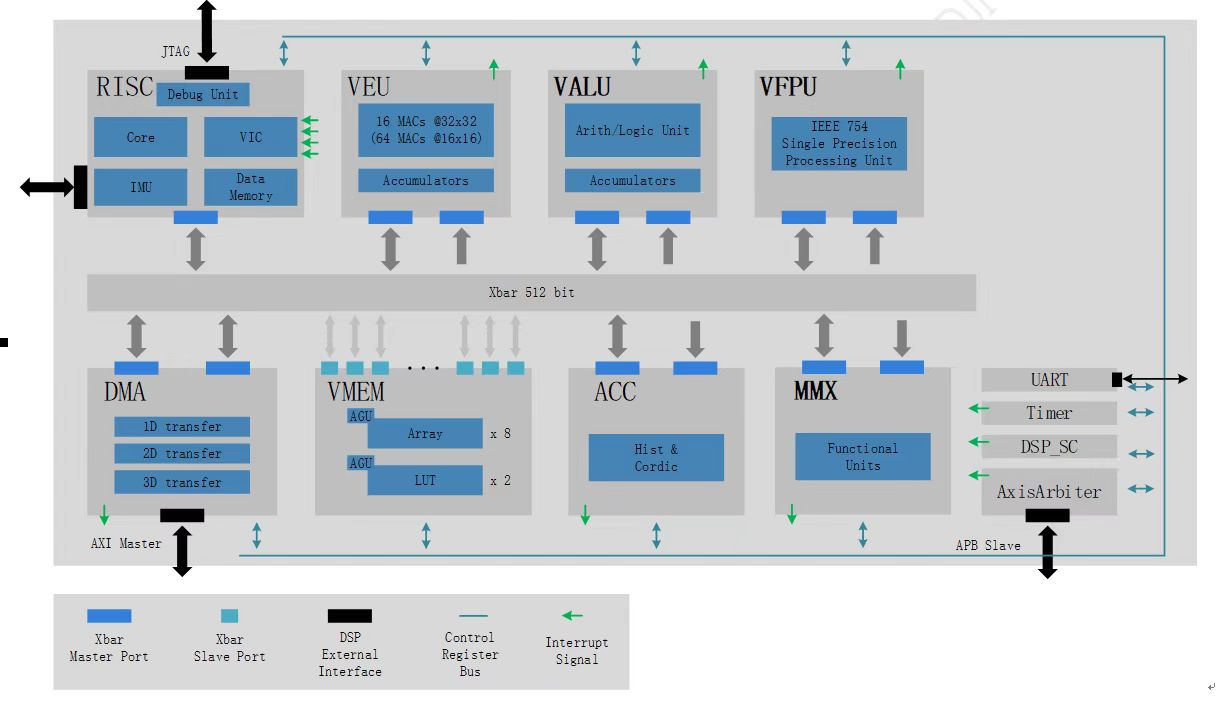 JTAG
RISC
Debug Unit
Core
VIC
IMU
Data
Memory
VEU
16 MACs @32x32
(64 MACs @16x16)
Accumulators
VALU
Arith/Logic Unit
Accumulators
VFPU
IEEE 754
Single Precision
Processing Unit
Xbar 512 bit
DMA
1D transfer
2D transfer
3D transfer
AXI Master
VMEM
AGU
Array
x 8
AGU
LUT
x 2
ACC
Hist &
Cordic
MMX
Functional
Units
UART
Timer
DSP_SC
AxisArbiter
APB Slave
Xbar
Master Port
Xbar
Slave Port
DSP
External
Interface
Control
Register
Bus
Interrupt
Signal